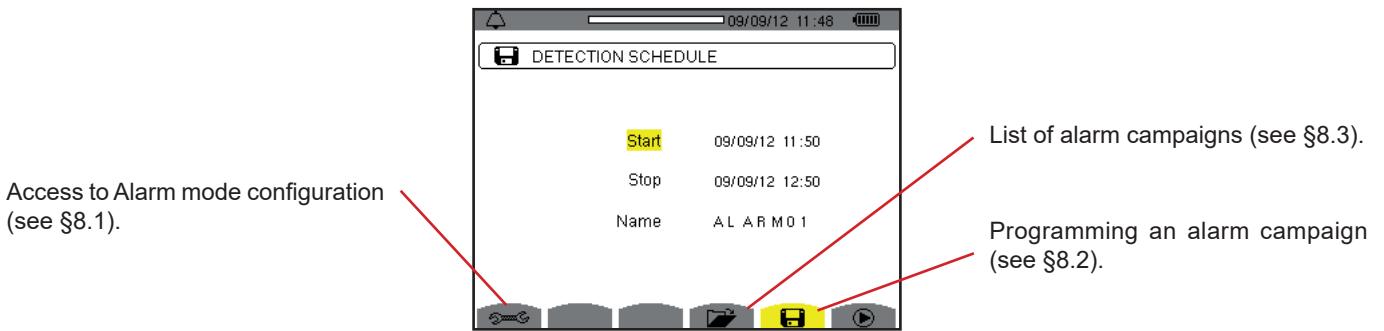 09/09/12 11:48
DETECTION SCHEDULE
Start 09/09/12 11:50
Stop 09/09/12 12:50
Name ALARM01
Access to Alarm mode configuration
(see §8.1).
List of alarm campaigns (see §8.3).
Programming an alarm campaign
(see §8.2).